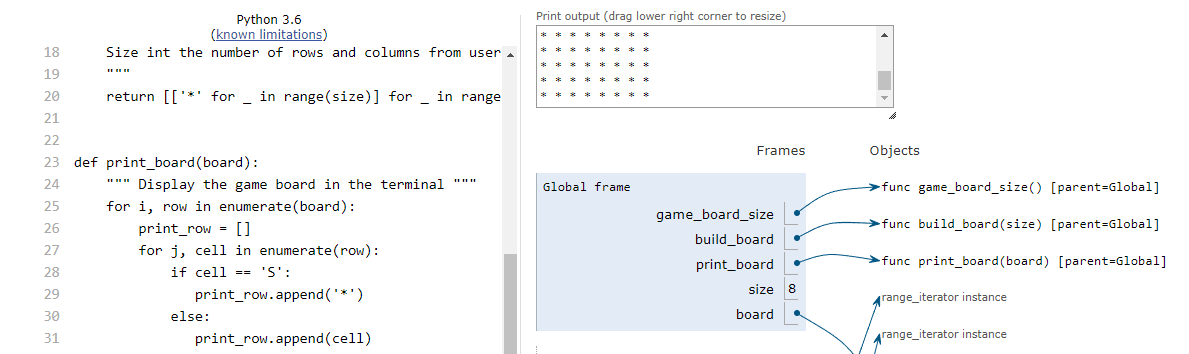 Python 3.6
(known limitations)
18 Size int the number of rows and columns from user
19 """
20 return [['*' for _ in range(size)] for _ in range
21
22
23 def print_board(board):
24 """ Display the game board in the terminal """
25 for i, row in enumerate(board):
26 print_row = []
27 for j, cell in enumerate(row):
28 if cell == 'S':
29 print_row.append('*')
30 else:
31 print_row.append(cell)
Print output (drag lower right corner to resize)
* * * * * * * *
* * * * * * * *
* * * * * * * *
* * * * * * * *
* * * * * * * *
Frames Objects
Global frame
game_board_size
build_board
print_board
size 8
board
func game_board_size() [parent=Global]
func build_board(size) [parent=Global]
func print_board(board) [parent=Global]
range_iterator instance
range_iterator instance